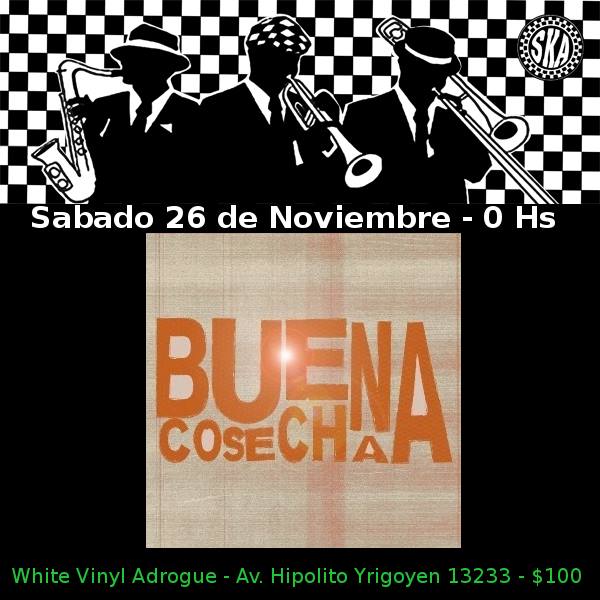 SKA
Sabado 26 de Noviembre - 0 Hs
BUENA
COSECHA
White Vinyl Adrogue - Av. Hipolito Yrigoyen 13233 - $100